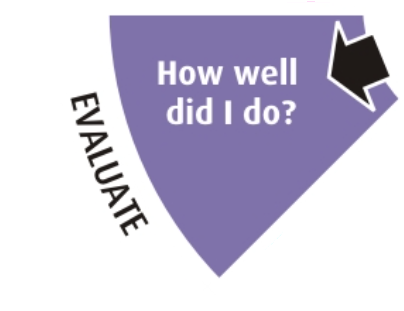 How well
did I do?
EVALUATE